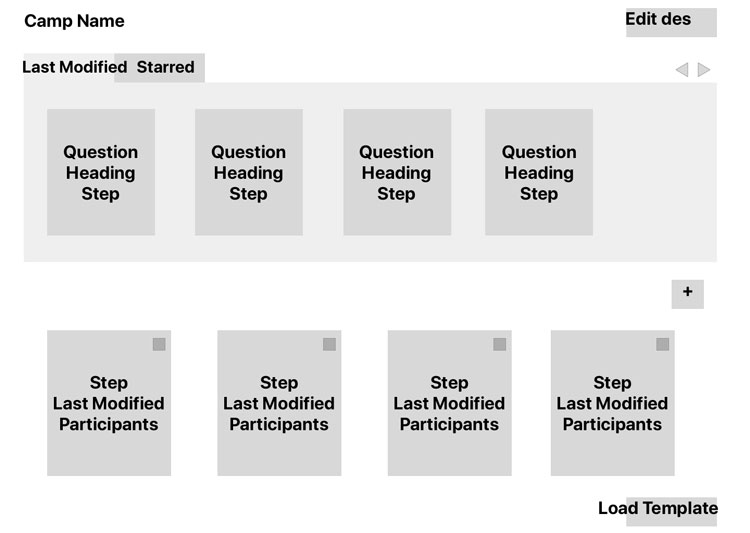 Camp Name
Edit des
Last Modified Starred
Question
Heading
Step
Question
Heading
Step
Question
Heading
Step
Question
Heading
Step
+
Step
Last Modified
Participants
Step
Last Modified
Participants
Step
Last Modified
Participants
Step
Last Modified
Participants
Load Template